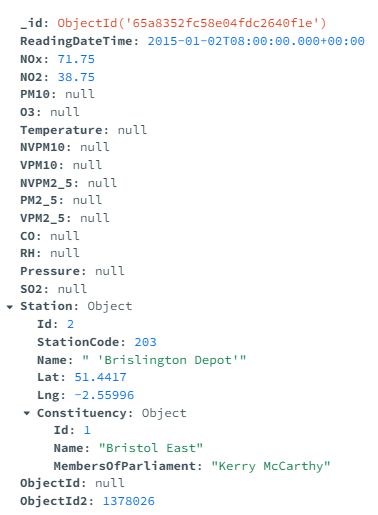 _id: ObjectId('65a8352fc58e04fdc2640f1e')
ReadingDateTime: 2015-01-02T08:00:00.000+00:00
NOx: 71.75
NO2: 38.75
PM10: null
O3: null
Temperature: null
NVPM10: null
VPM10: null
NVPM2_5: null
PM2_5: null
VPM2_5: null
CO: null
RH: null
Pressure: null
SO2: null
Station: Object
Id: 2
StationCode: 203
Name: " 'Brislington Depot'"
Lat: 51.4417
Lng: -2.55996
Constituency: Object
Id: 1
Name: "Bristol East"
MembersOfParliament: "Kerry McCarthy"
ObjectId: null
ObjectId2: 1378026